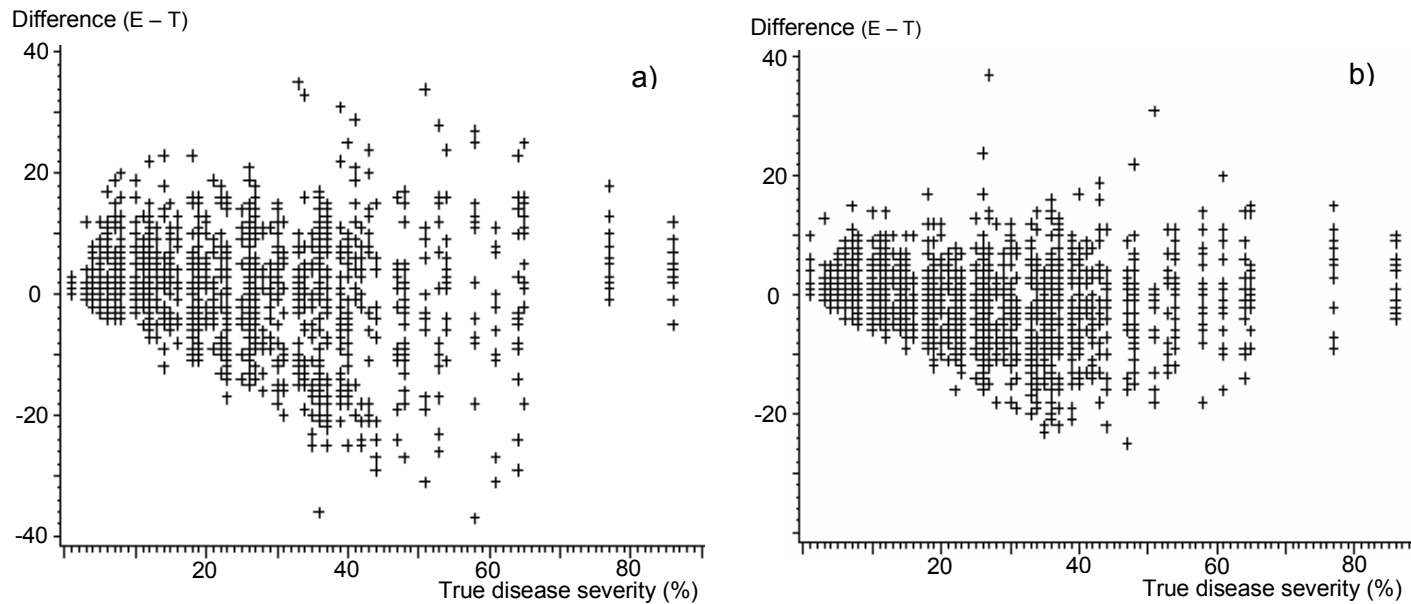 Difference (E – T)
40
20
0
-20
-40
20 40 60 80
True disease severity (%)
a)
Difference (E – T)
40
20
0
-20
20 40 60 80
True disease severity (%)
b)